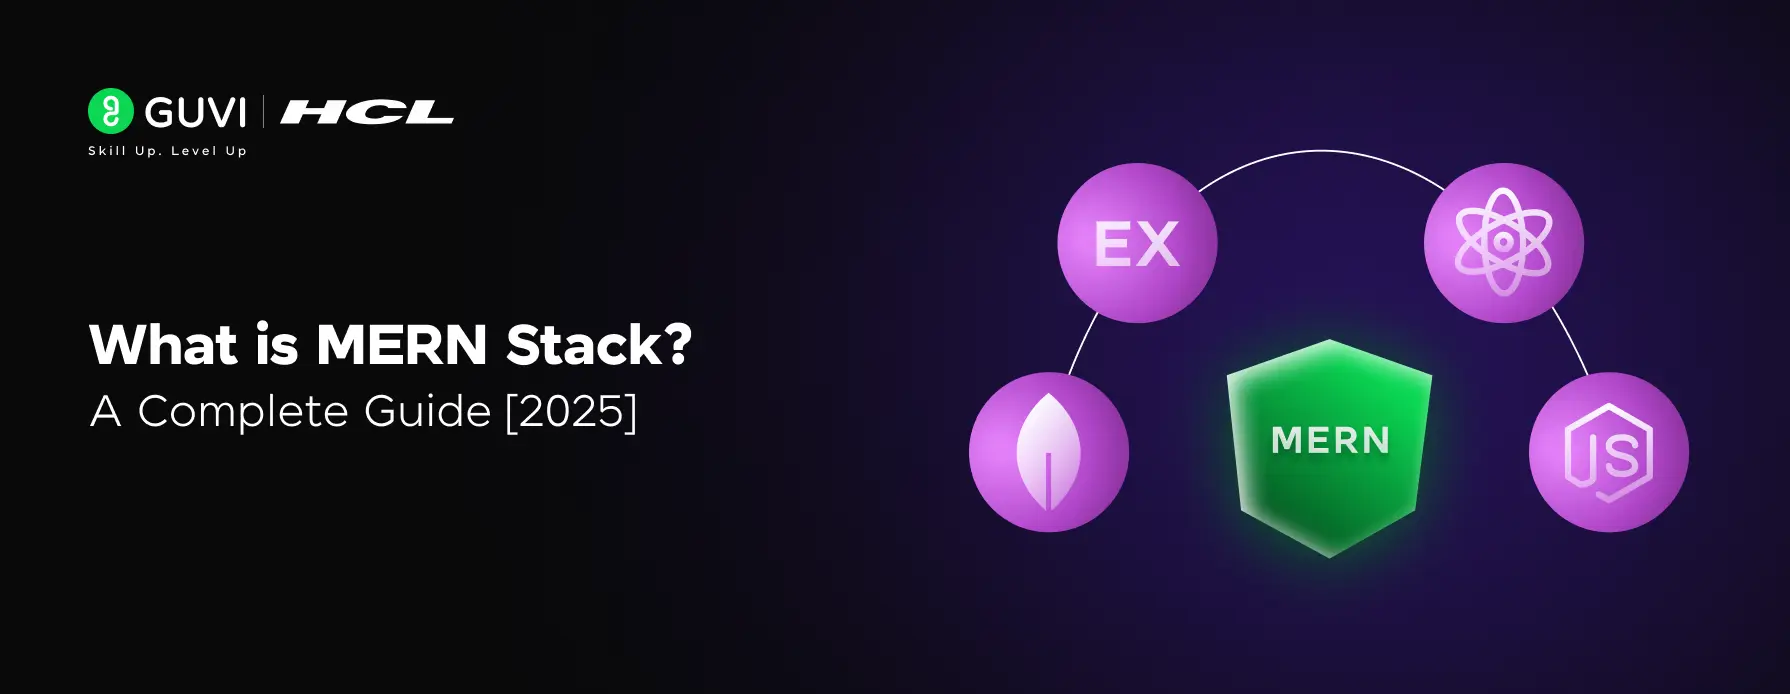 GUVI | HCL
Skill Up. Level Up
What is MERN Stack?
A Complete Guide [2025]
EX
MERN
JS